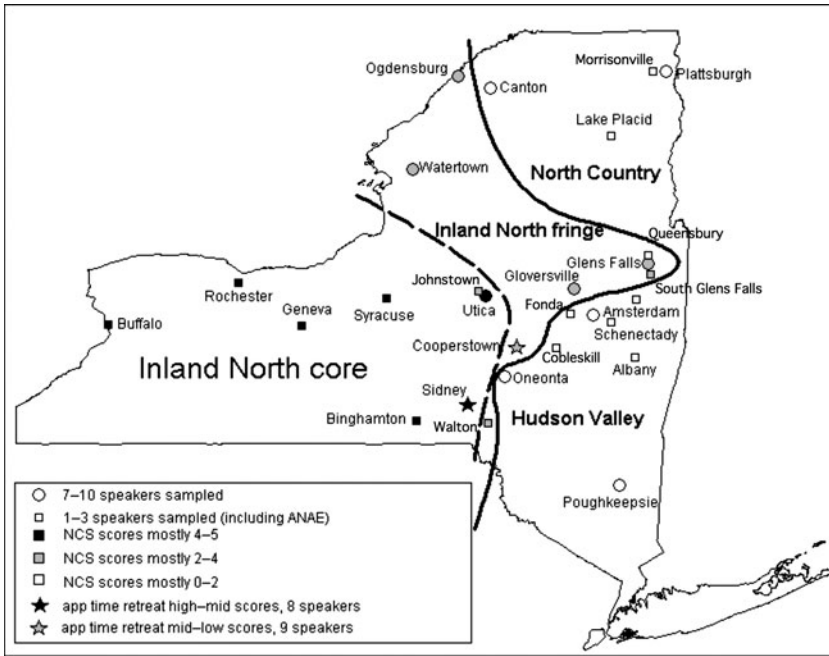 Ogdensburg
Morrisonville
Plattsburgh
Canton
Lake Placid
Watertown
North Country
Inland North fringe
Queensbury
Glens Falls
Johnstown
Gloversville
South Glens Falls
Rochester
Utica
Fonda
Amsterdam
Geneva
Syracuse
Schenectady
Buffalo
Cooperstown
Cobleskill
Albany
Inland North core
Oneonta
Sidney
Binghamton
Walton
Hudson Valley
Poughkeepsie
7–10 speakers sampled
1–3 speakers sampled (including ANAE)
NCS scores mostly 4–5
NCS scores mostly 2–4
NCS scores mostly 0–2
app time retreat high–mid scores, 8 speakers
app time retreat mid–low scores, 9 speakers